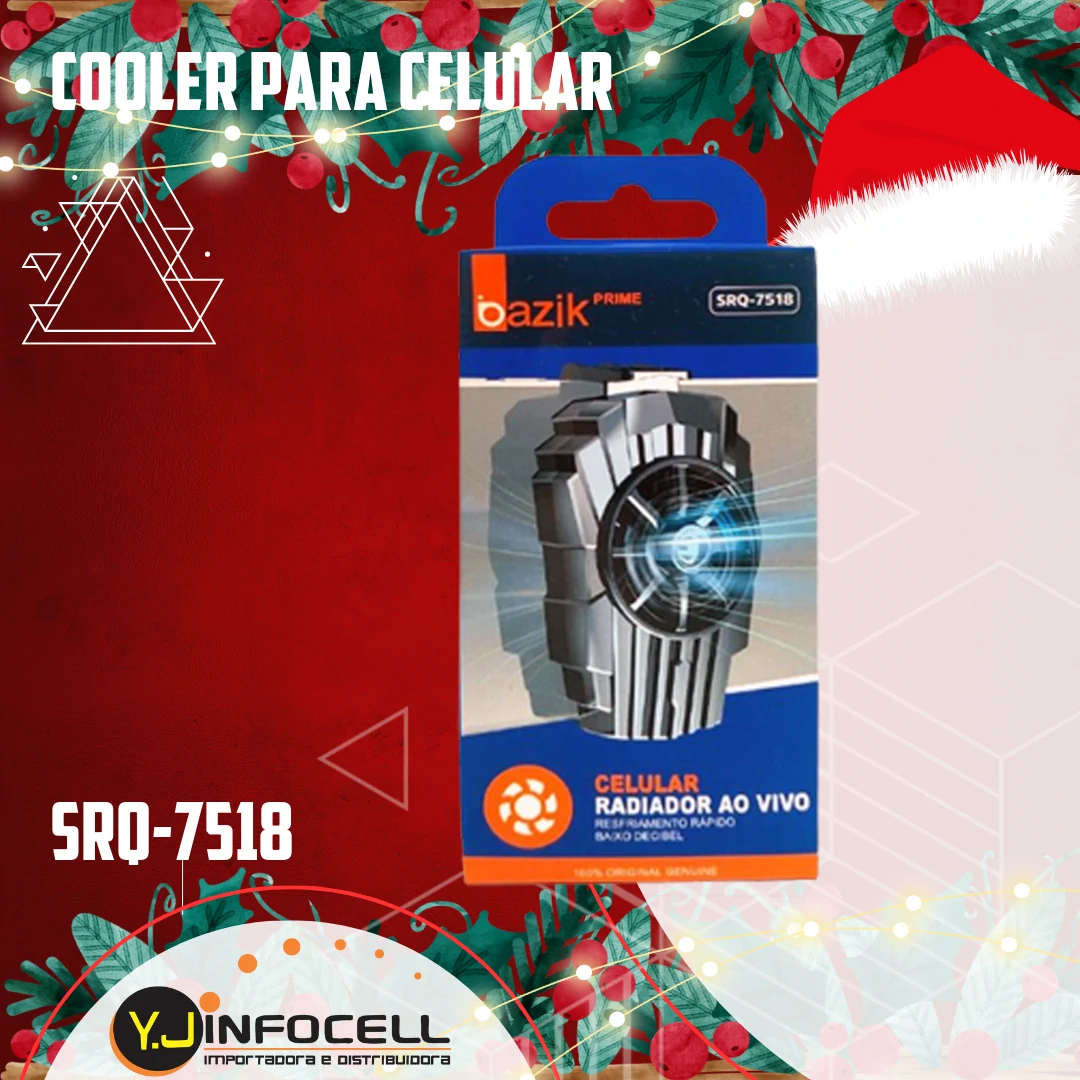 COOLER PARA CELULAR
bazik PRIME
SRQ-7518
CELULAR
RADIADOR AO VIVO
RESFRIAMENTO RÁPIDO
BAIXO DECIBEL
100% ORIGINAL GENUINE
SRQ-7518
Y.J INFOCELL
IMPORTADORA E DISTRIBUIDORA